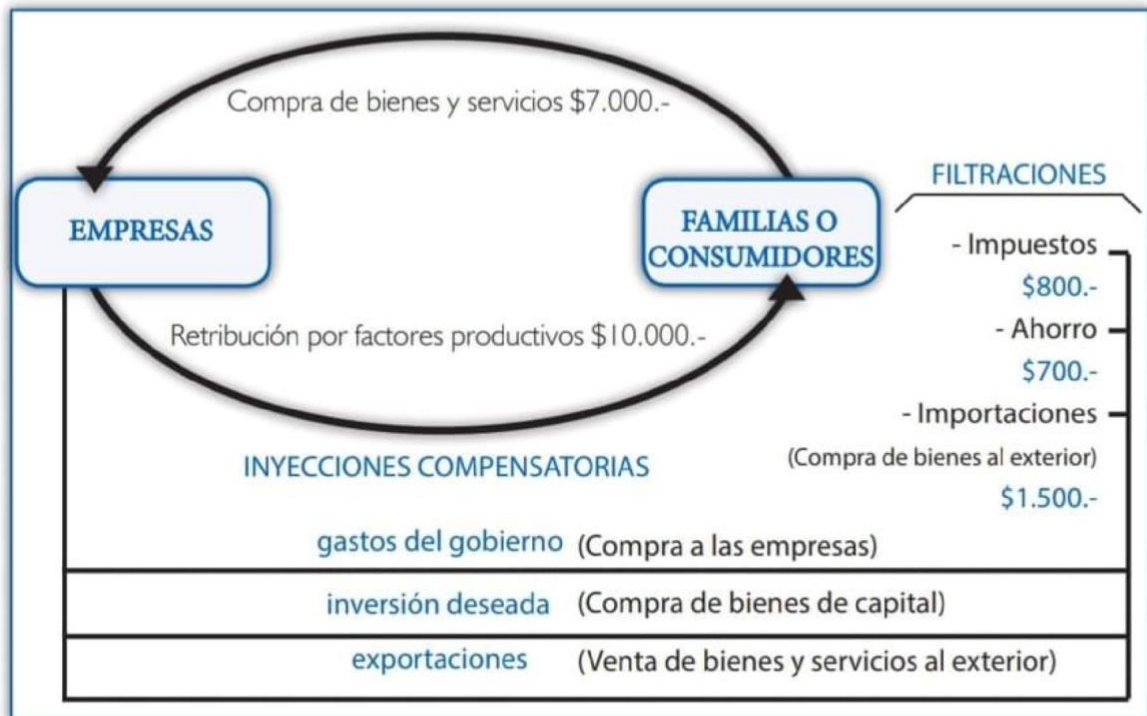 Compra de bienes y servicios $7.000.-
EMPRESAS
FAMILIAS O
CONSUMIDORES
Retribución por factores productivos $10.000.-
FILTRACIONES
- Impuestos
$800.-
- Ahorro
$700.-
- Importaciones
(Compra de bienes al exterior)
$1.500.-
INYECCIONES COMPENSATORIAS
gastos del gobierno (Compra a las empresas)
inversión deseada (Compra de bienes de capital)
exportaciones (Venta de bienes y servicios al exterior)